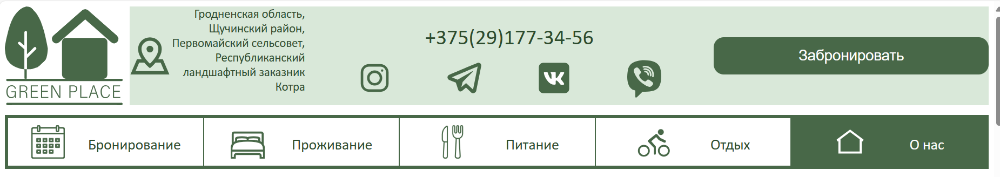 GREEN PLACE
Гродненская область,
Щучинский район,
Первомайский сельсовет,
Республиканский
ландшафтный заказник
Котра
+375(29)177-34-56
Забронировать
Бронирование
Проживание
Питание
Отдых
О нас